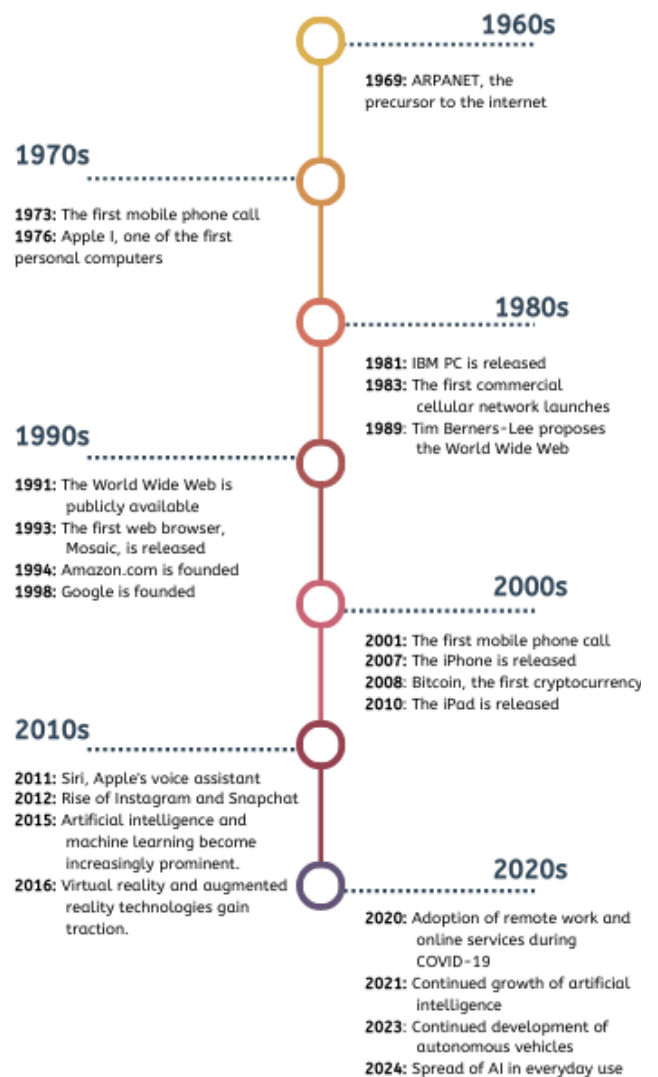 1960s
1969: ARPANET, the
precursor to the internet
1970s
1973: The first mobile phone call
1976: Apple I, one of the first
personal computers
1980s
1981: IBM PC is released
1983: The first commercial
cellular network launches
1989: Tim Berners-Lee proposes
the World Wide Web
1990s
1991: The World Wide Web is
publicly available
1993: The first web browser,
Mosaic, is released
1994: Amazon.com is founded
1998: Google is founded
2000s
2001: The first mobile phone call
2007: The iPhone is released
2008: Bitcoin, the first cryptocurrency
2010: The iPad is released
2010s
2011: Siri, Apple's voice assistant
2012: Rise of Instagram and Snapchat
2015: Artificial intelligence and
machine learning become
increasingly prominent.
2016: Virtual reality and augmented
reality technologies gain
traction.
2020s
2020: Adoption of remote work and
online services during
COVID-19
2021: Continued growth of artificial
intelligence
2023: Continued development of
autonomous vehicles
2024: Spread of AI in everyday use